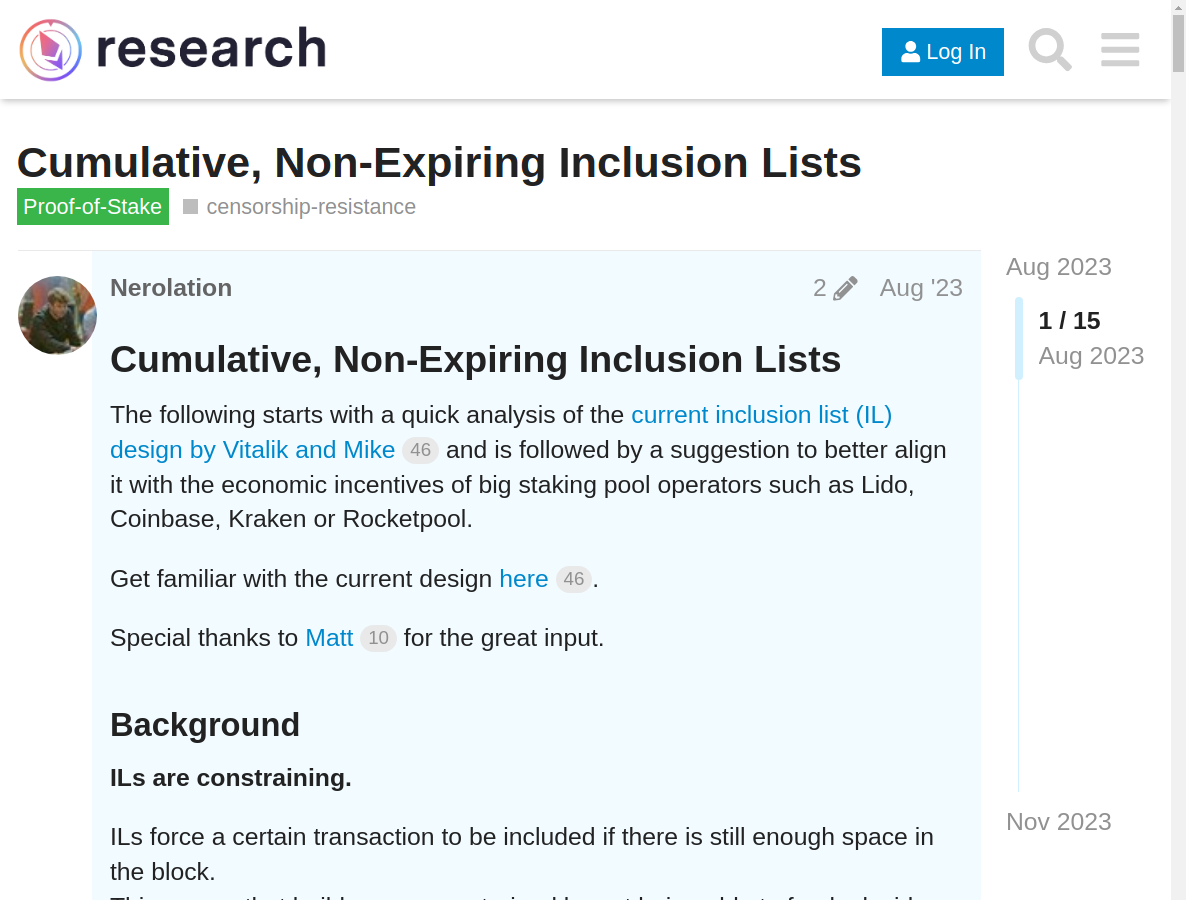 research
Log In
Cumulative, Non-Expiring Inclusion Lists
Proof-of-Stake censorship-resistance
Nerolation 2 Aug '23
Aug 2023
1 / 15
Aug 2023
Cumulative, Non-Expiring Inclusion Lists
The following starts with a quick analysis of the current inclusion list (IL)
design by Vitalik and Mike 46 and is followed by a suggestion to better align
it with the economic incentives of big staking pool operators such as Lido,
Coinbase, Kraken or Rocketpool.
Get familiar with the current design here 46.
Special thanks to Matt 10 for the great input.
Background
ILs are constraining.
Nov 2023
ILs force a certain transaction to be included if there is still enough space in
the block.